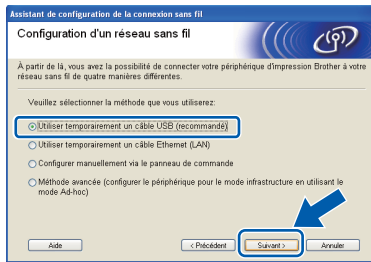 Assistant de configuration de la connexion sans fil
Configuration d'un réseau sans fil
À partir de là, vous avez la possibilité de connecter votre périphérique d'impression Brother à votre
réseau sans fil de quatre manières différentes.
Veuillez sélectionner la méthode que vous utiliserez:
Utiliser temporairement un câble USB (recommandé)
Utiliser temporairement un câble Ethernet (LAN)
Configurer manuellement via le panneau de commande
Méthode avancée (configurer le périphérique pour le mode infrastructure en utilisant le
mode Ad-hoc)
Aide
< Précédent
Suivant >
Annuler